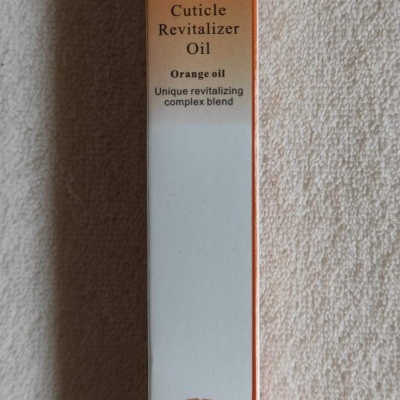 Cuticle
Revitalizer
Oil
Orange oil
Unique revitalizing
complex blend